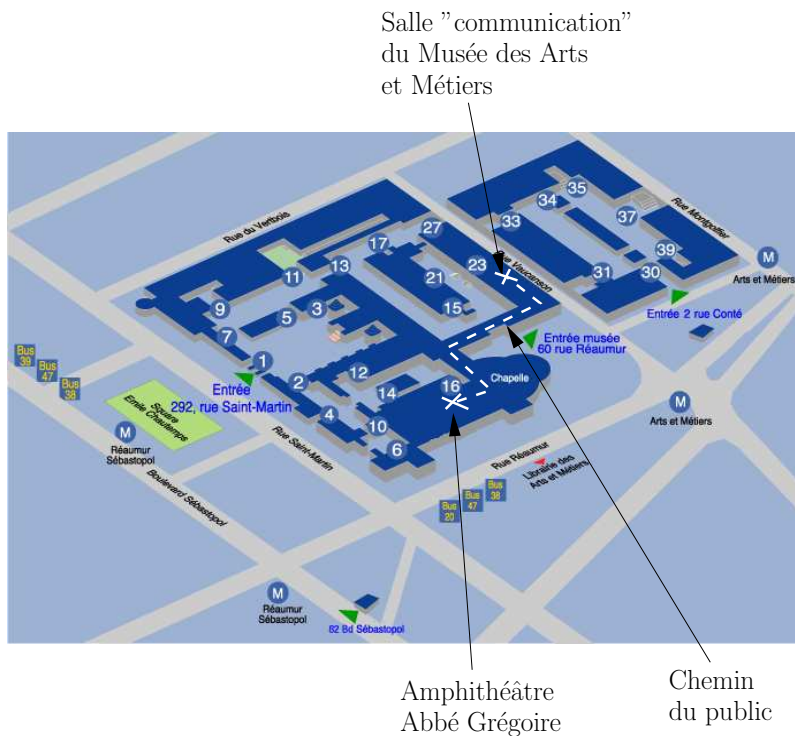 Salle ”communication”
du Musée des Arts
et Métiers
Rue du Vertbois
Rue Vaucanson
Rue Montgolfier
35
34
37
33
39
30
31
27
17
23
21
13
11
15
3
9
5
7
1
2
12
14
16
4
10
6
M
Arts et Métiers
Entrée 2 rue Conté
Entrée musée
60 rue Réaumur
Chapelle
Entrée
292, rue Saint-Martin
Bus
39
Bus
47
Bus
38
Square
Emile Chautemps
M
Réaumur
Sébastopol
Rue Saint-Martin
Boulevard Sébastopol
M
Arts et Métiers
Rue Réaumur
Librairie des
Arts et Métiers
Bus
20
Bus
47
Bus
38
M
Réaumur
Sébastopol
62 Bd Sébastopol
Amphithéâtre
Abbé Grégoire
Chemin
du public